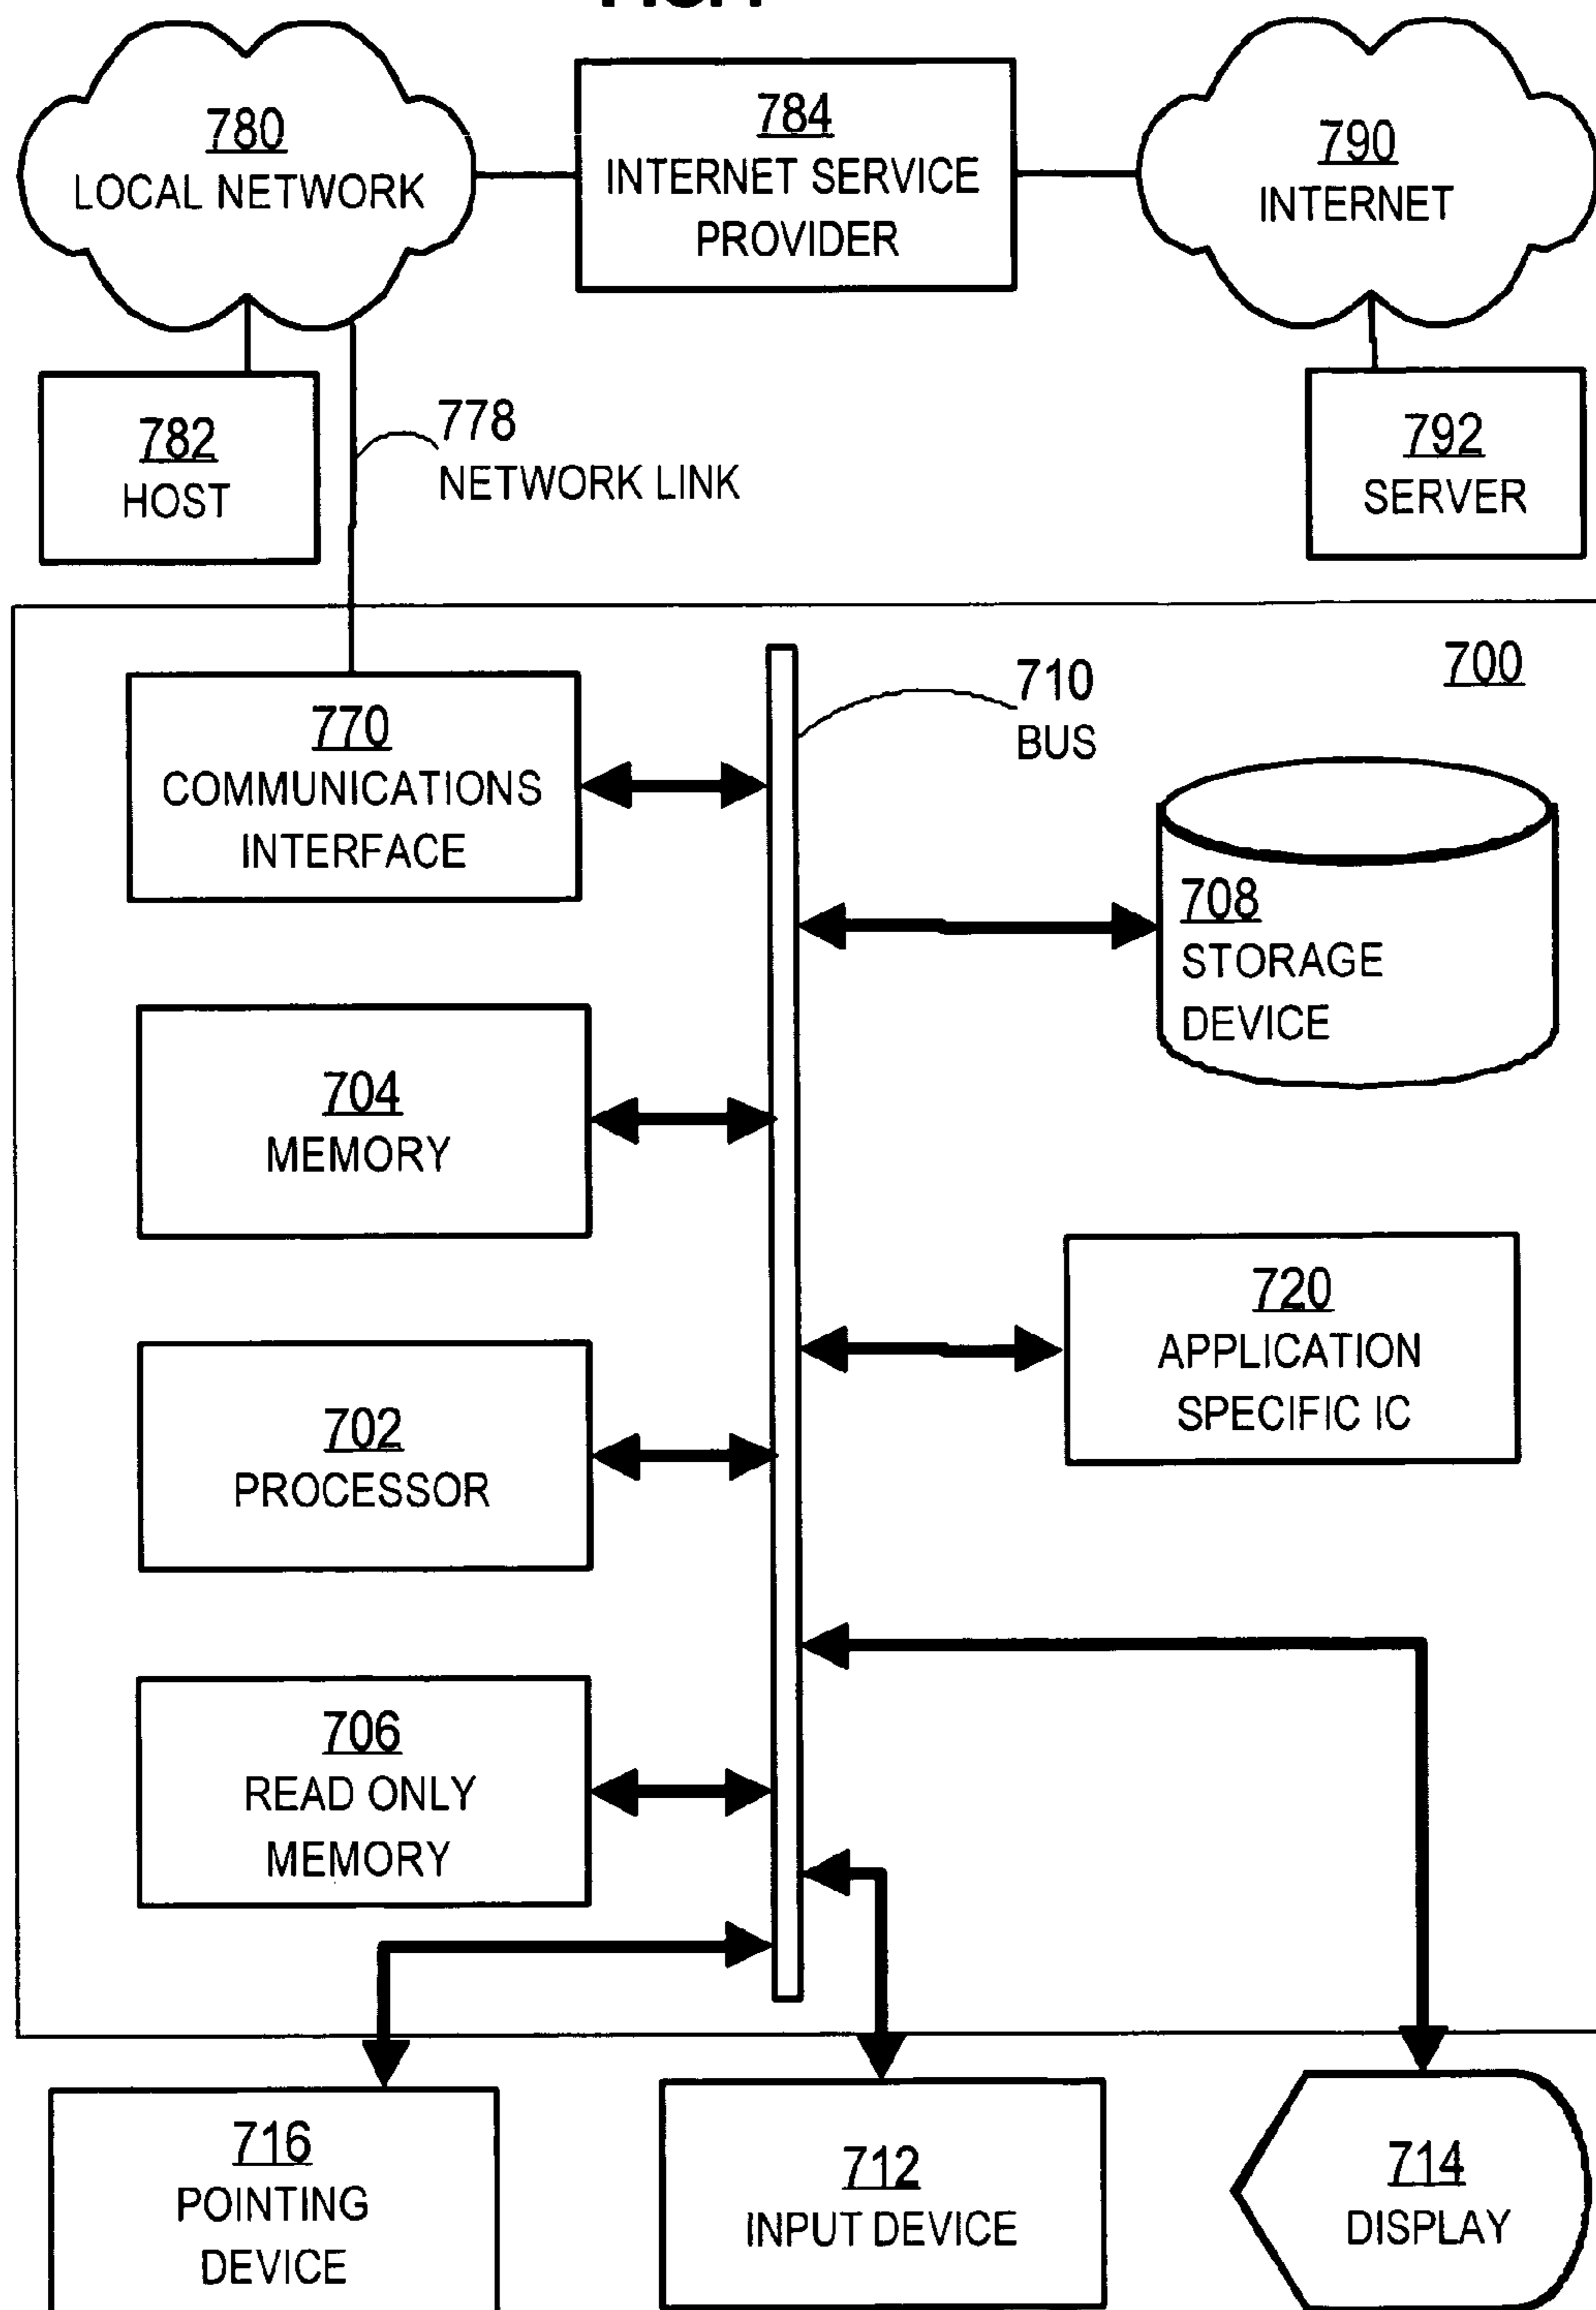 780
LOCAL NETWORK
784
INTERNET SERVICE
PROVIDER
790
INTERNET
782
HOST
778
NETWORK LINK
792
SERVER
700
770
COMMUNICATIONS
INTERFACE
710
BUS
708
STORAGE
DEVICE
704
MEMORY
720
APPLICATION
SPECIFIC IC
702
PROCESSOR
706
READ ONLY
MEMORY
716
POINTING
DEVICE
712
INPUT DEVICE
714
DISPLAY